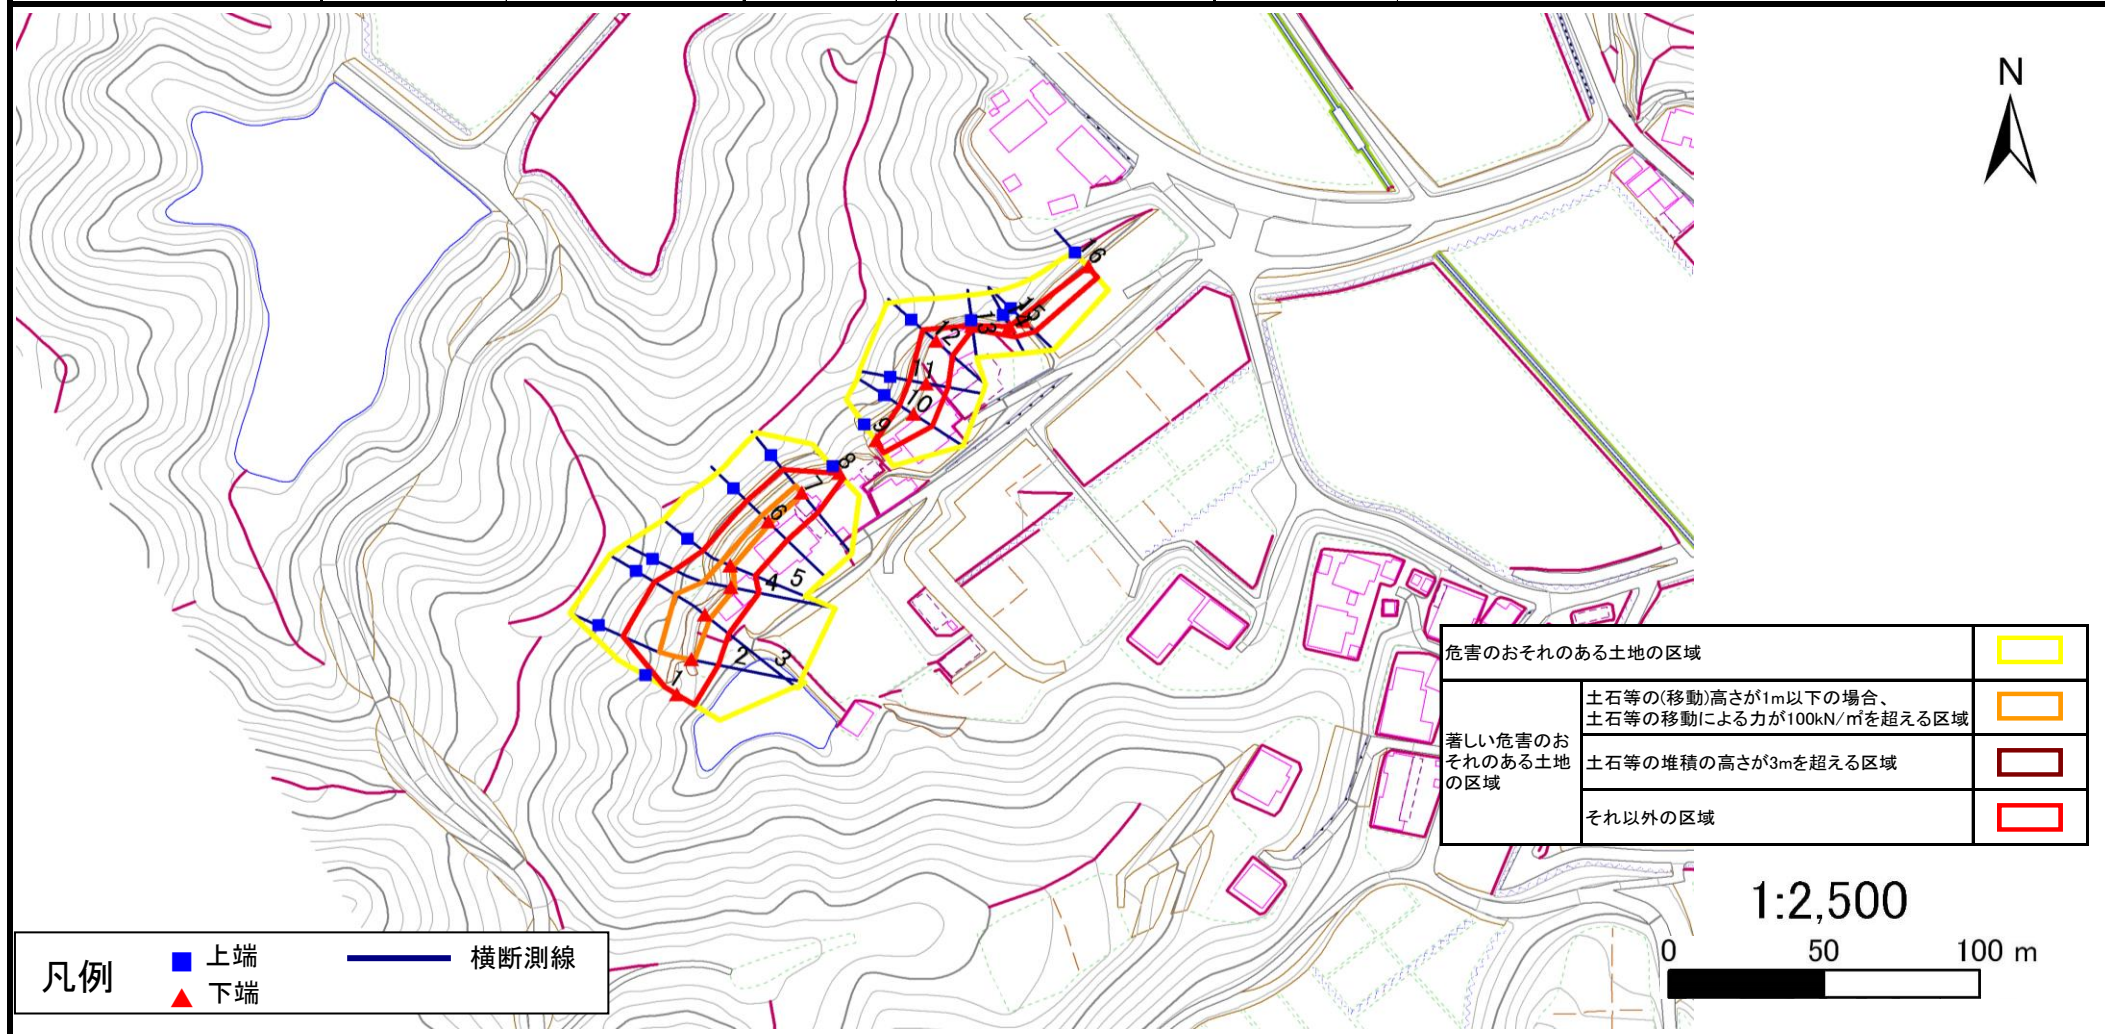 N
16
15
14
13
12
11
10
9
8
7
6
5
4
3
2
1
危害のおそれのある土地の区域
著しい危害のお
それのある土地
の区域
土石等の(移動)高さが1m以下の場合、
土石等の移動による力が100kN/㎡を超える区域
土石等の堆積の高さが3mを超える区域
それ以外の区域
1:2,500
0 50 100 m
凡例
上端
下端
横断測線